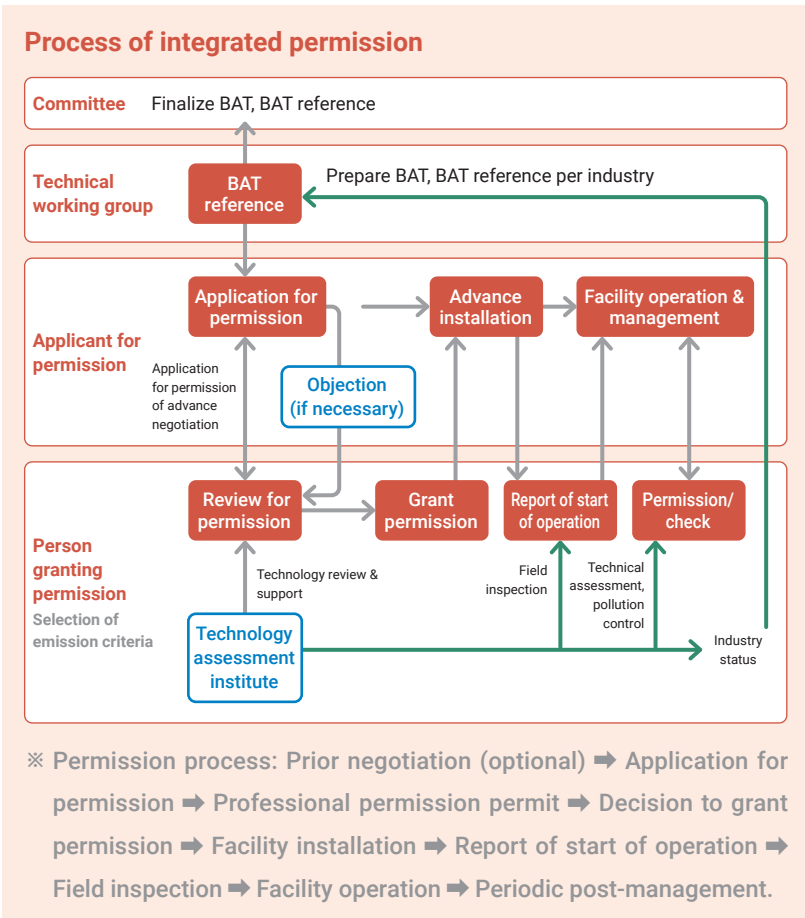 Process of integrated permission
Committee
Finalize BAT, BAT reference
Technical
working group
BAT
reference
Prepare BAT, BAT reference per industry
Applicant for
permission
Application for
permission
Advance
installation
Facility operation &
management
Application
for permission
of advance
negotiation
Objection
(if necessary)
Person
granting
permission
Selection of
emission criteria
Review for
permission
Grant
permission
Report of start
of operation
Permission/
check
Technology review &
support
Field
inspection
Technical
assessment,
pollution
control
Technology
assessment
institute
Industry
status
※ Permission process: Prior negotiation (optional) ➡ Application for
permission ➡ Professional permission permit ➡ Decision to grant
permission ➡ Facility installation ➡ Report of start of operation ➡
Field inspection ➡ Facility operation ➡ Periodic post-management.